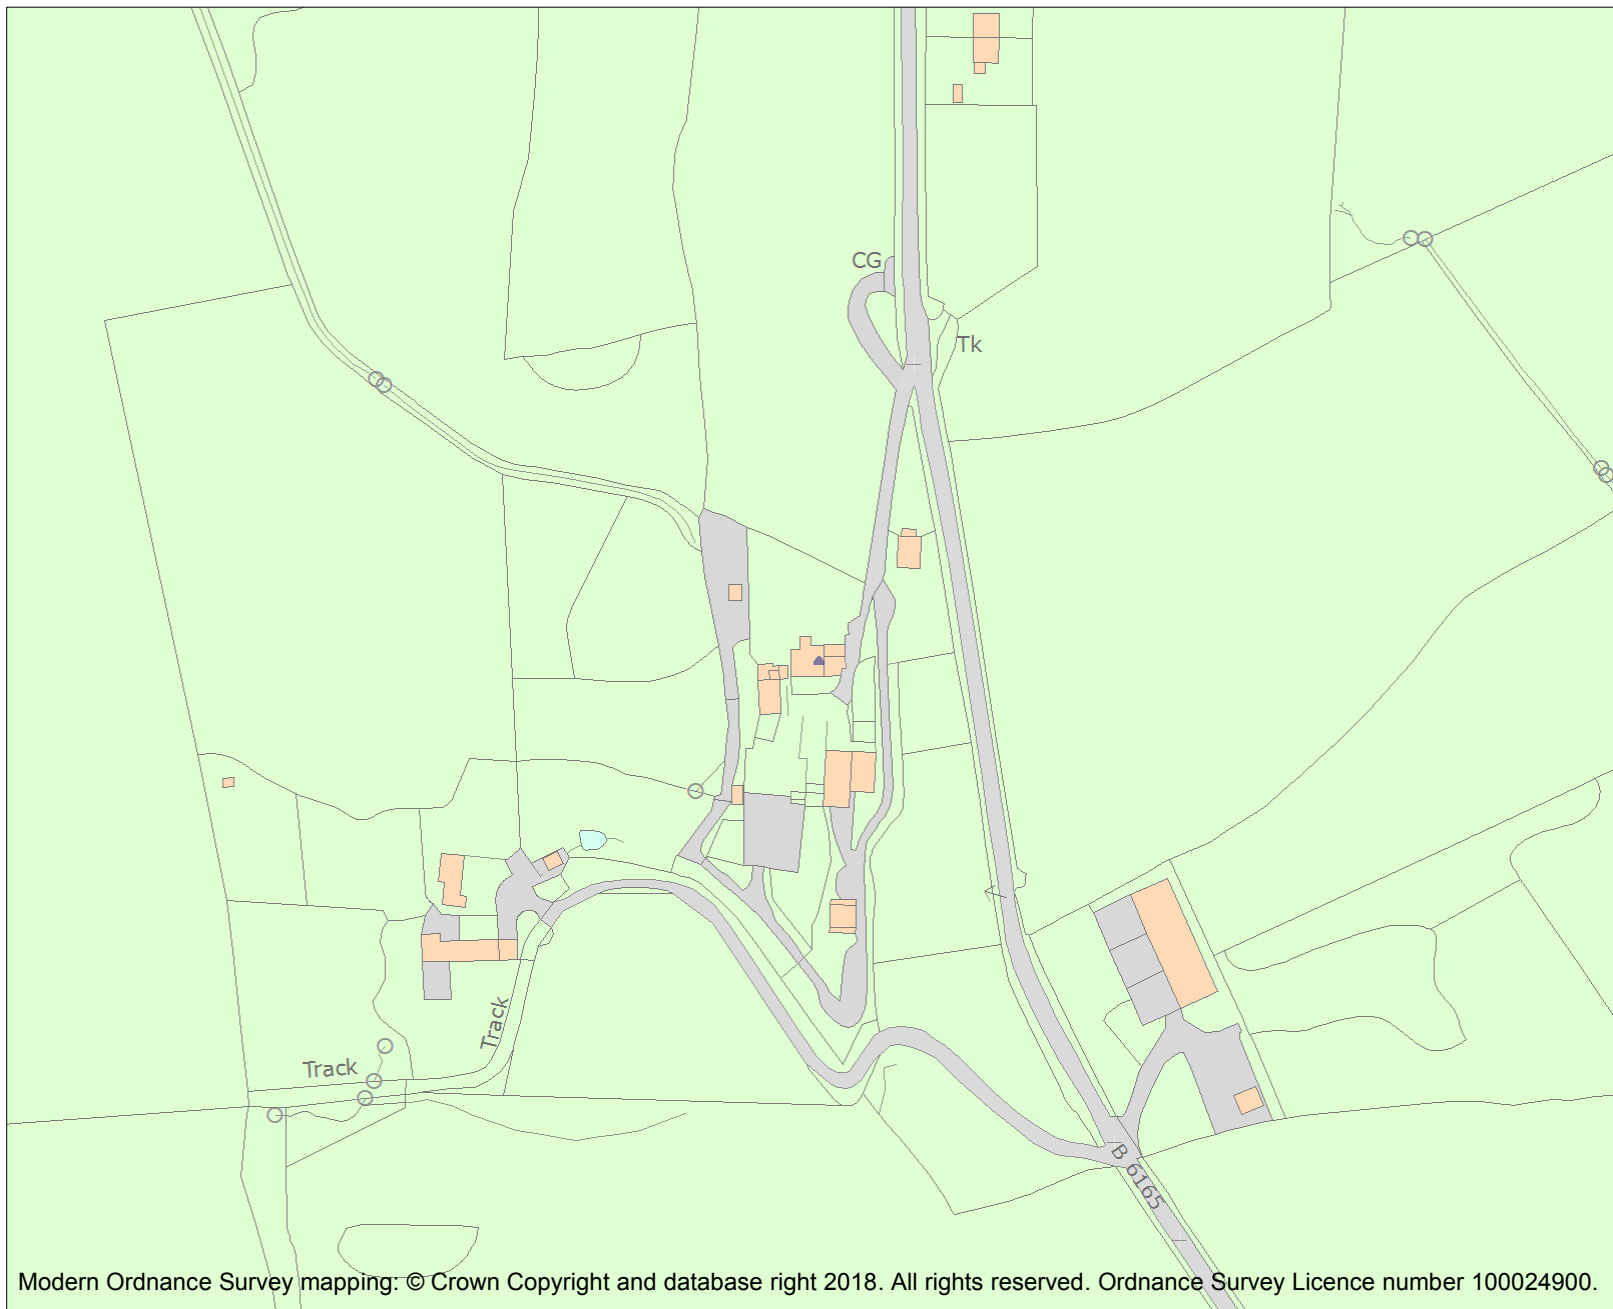 CG
Tk
Track
Track
B 6165
Modern Ordnance Survey mapping: © Crown Copyright and database right 2018. All rights reserved. Ordnance Survey Licence number 100024900.